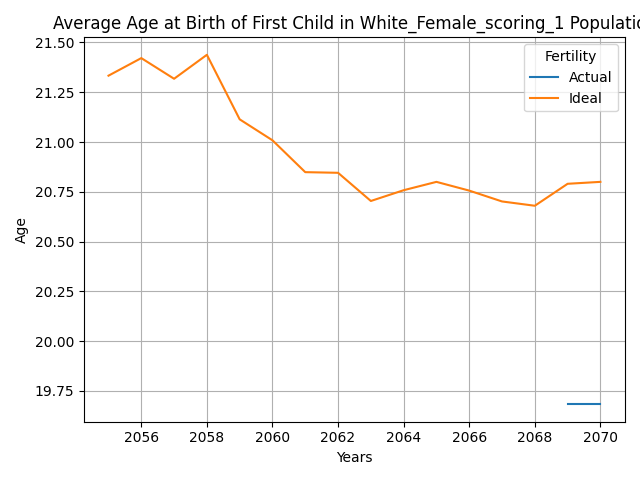 Average Age at Birth of First Child in White_Female_scoring_1 Populatio
21.50
21.25
21.00
20.75
20.50
20.25
20.00
19.75
Age
Fertility
Actual
Ideal
2056 2058 2060 2062 2064 2066 2068 2070
Years